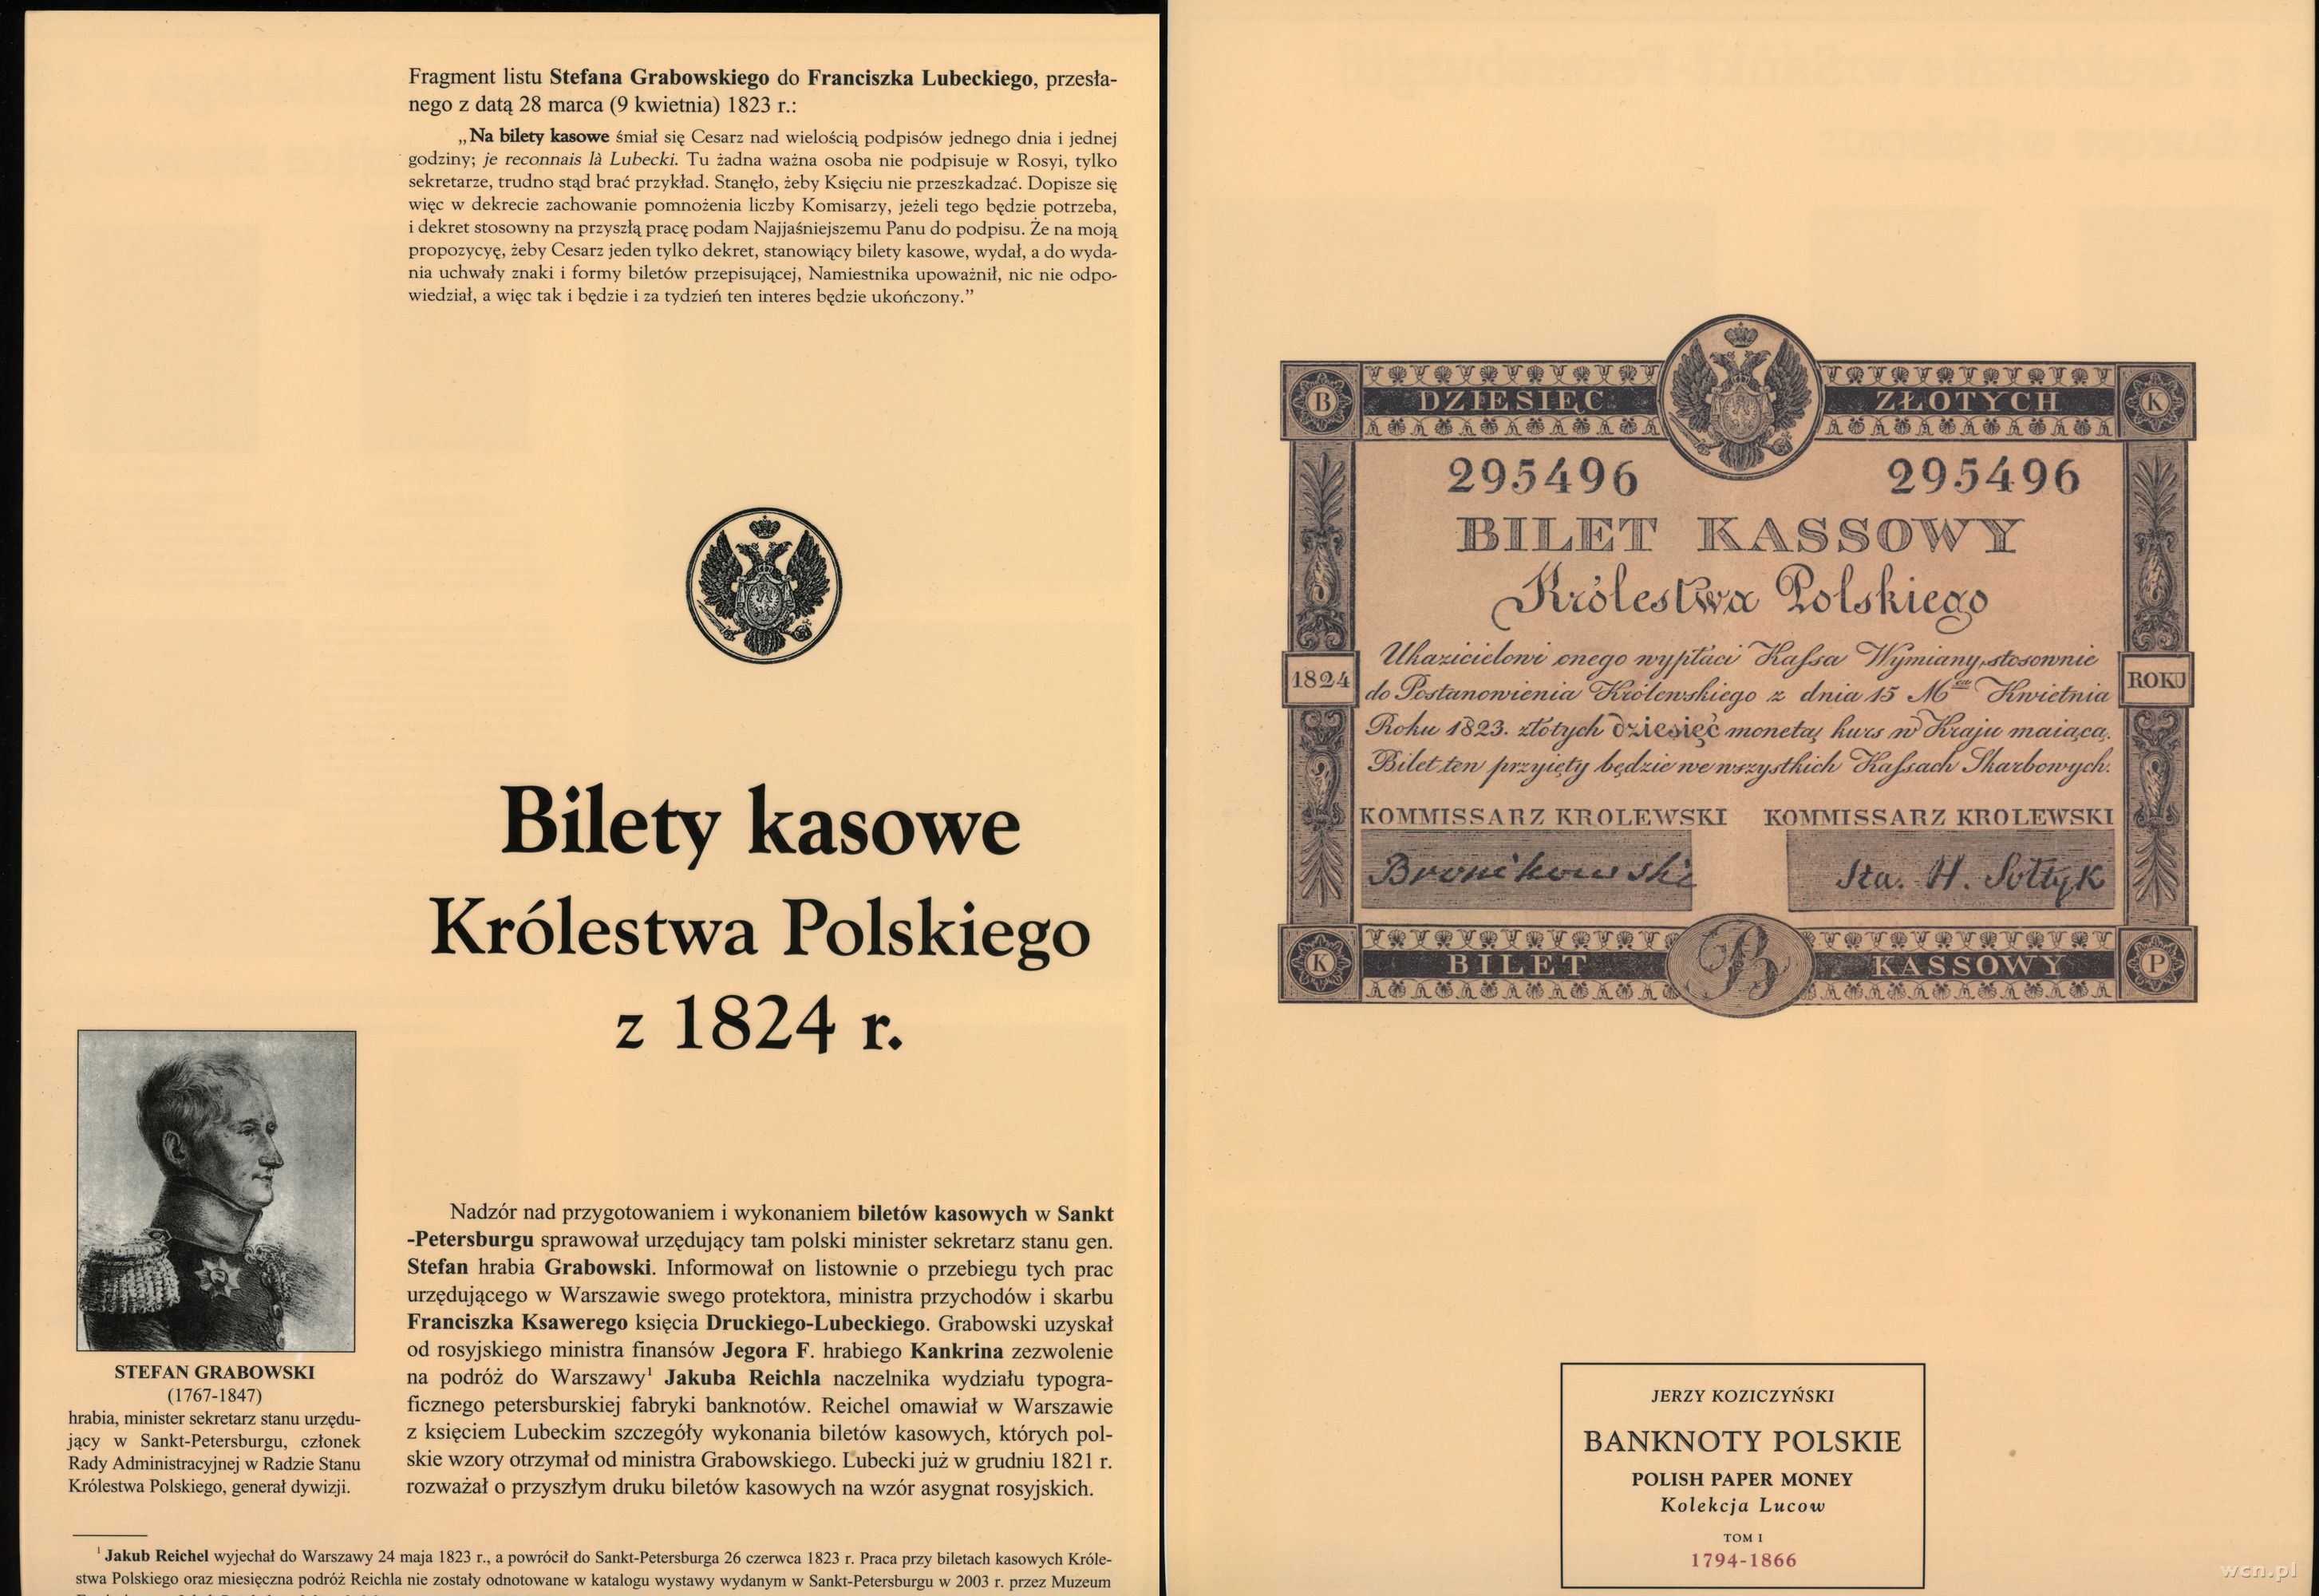 Fragment listu Stefana Grabowskiego do Franciszka Lubeckiego, przesła-
nego z datą 28 marca (9 kwietnia) 1823 r.:
„Na bilety kasowe śmiał się Cesarz nad wielością podpisów jednego dnia i jednej
godziny; je reconnais là Lubecki. Tu żadna ważna osoba nie podpisuje w Rosyi, tylko
sekretarze, trudno stąd brać przykład. Stanęło, żeby Księciu nie przeszkadzać. Dopisze się
więc w dekrecie zachowanie pomnożenia liczby Komisarzy, jeżeli tego będzie potrzeba,
i dekret stosowny na przyszłą pracę podam Najjaśniejszemu Panu do podpisu. Że na moją
propozycyę, żeby Cesarz jeden tylko dekret, stanowiący bilety kasowe, wydał, a do wyda-
nia uchwały znaki i formy biletów przepisującej, Namiestnika upoważnił, nic nie odpo-
wiedział, a więc tak i będzie i za tydzień ten interes będzie ukończony.”
Bilety kasowe
Królestwa Polskiego
z 1824 r.
STEFAN GRABOWSKI
(1767-1847)
hrabia, minister sekretarz stanu urzędu-
jący w Sankt-Petersburgu, członek
Rady Administracyjnej w Radzie Stanu
Królestwa Polskiego, generał dywizji.
Nadzór nad przygotowaniem i wykonaniem biletów kasowych w Sankt
-Petersburgu sprawował urzędujący tam polski minister sekretarz stanu gen.
Stefan hrabia Grabowski. Informował on listownie o przebiegu tych prac
urzędującego w Warszawie swego protektora, ministra przychodów i skarbu
Franciszka Ksawerego księcia Druckiego-Lubeckiego. Grabowski uzyskał
od rosyjskiego ministra finansów Jegora F. hrabiego Kankrina zezwolenie
na podróż do Warszawy¹ Jakuba Reichla naczelnika wydziału typogra-
ficznego petersburskiej fabryki banknotów. Reichel omawiał w Warszawie
z księciem Lubeckim szczegóły wykonania biletów kasowych, których pol-
skie wzory otrzymał od ministra Grabowskiego. Lubecki już w grudniu 1821 r.
rozważał o przyszłym druku biletów kasowych na wzór asygnat rosyjskich.
¹ Jakub Reichel wyjechał do Warszawy 24 maja 1823 r., a powrócił do Sankt-Petersburga 26 czerwca 1823 r. Praca przy biletach kasowych Króle-
stwa Polskiego oraz miesięczna podróż Reichla nie zostały odnotowane w katalogu wystawy wydanym w Sankt-Petersburgu w 2003 r. przez Muzeum
B DZIESIĘĆ ZŁOTYCH K
295496 295496
BILET KASSOWY
Królestwa Polskiego
Ukazicielowi onego wypłaci Kassa Wymiany, stosownie
do Postanowienia Królewskiego z dnia 15 Mca Kwietnia
Roku 1823. złotych dziesięć monetą kurs w Kraju maiącą.
Bilet ten przyięty będzie we wszystkich Kassach Skarbowych.
1824 ROKU
KOMMISSARZ KROLEWSKI KOMMISSARZ KROLEWSKI
Bronikowski Sta. H. Sołtyk
K BILET B KASSOWY P
JERZY KOZICZYŃSKI
BANKNOTY POLSKIE
POLISH PAPER MONEY
Kolekcja Lucow
TOM I
1794-1866
wcn.pl